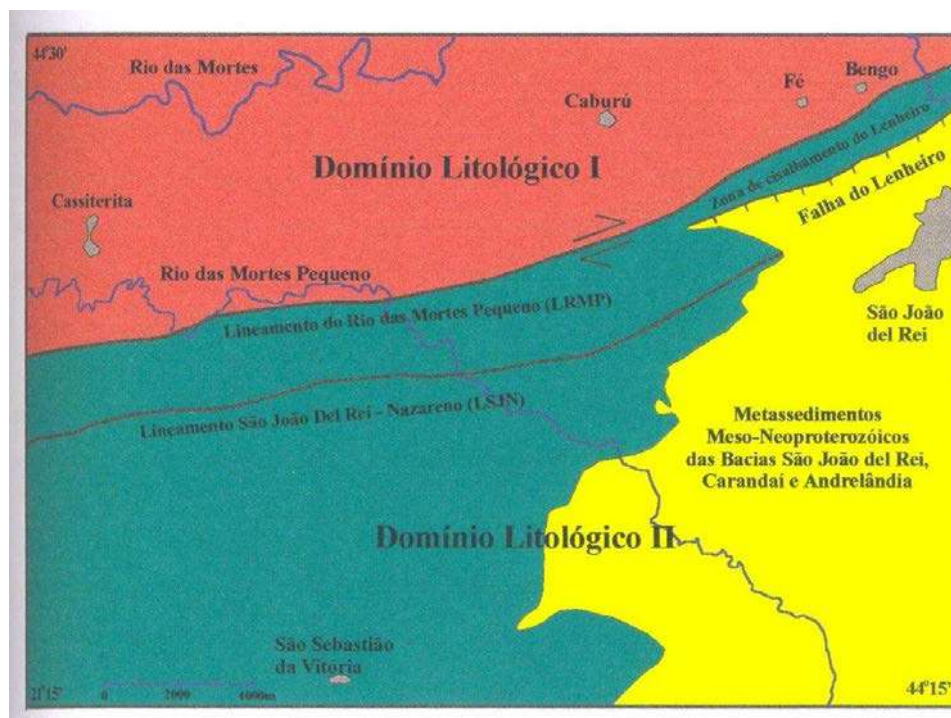 44°30'
Rio das Mortes
Bengo
Fé
Caburú
Domínio Litológico I
Zona de cisalhamento do Lenheiro
Falha do Lenheiro
Cassiterita
Rio das Mortes Pequeno
Lineamento do Rio das Mortes Pequeno (LRMP)
São João
del Rei
Lineamento São João Del Rei - Nazareno (LSJN)
Metassedimentos
Meso-Neoproterozóicos
das Bacias São João del Rei,
Carandaí e Andrelândia
Domínio Litológico II
São Sebastião
da Vitoria
21°15'
0 2000 4000m
44°15'